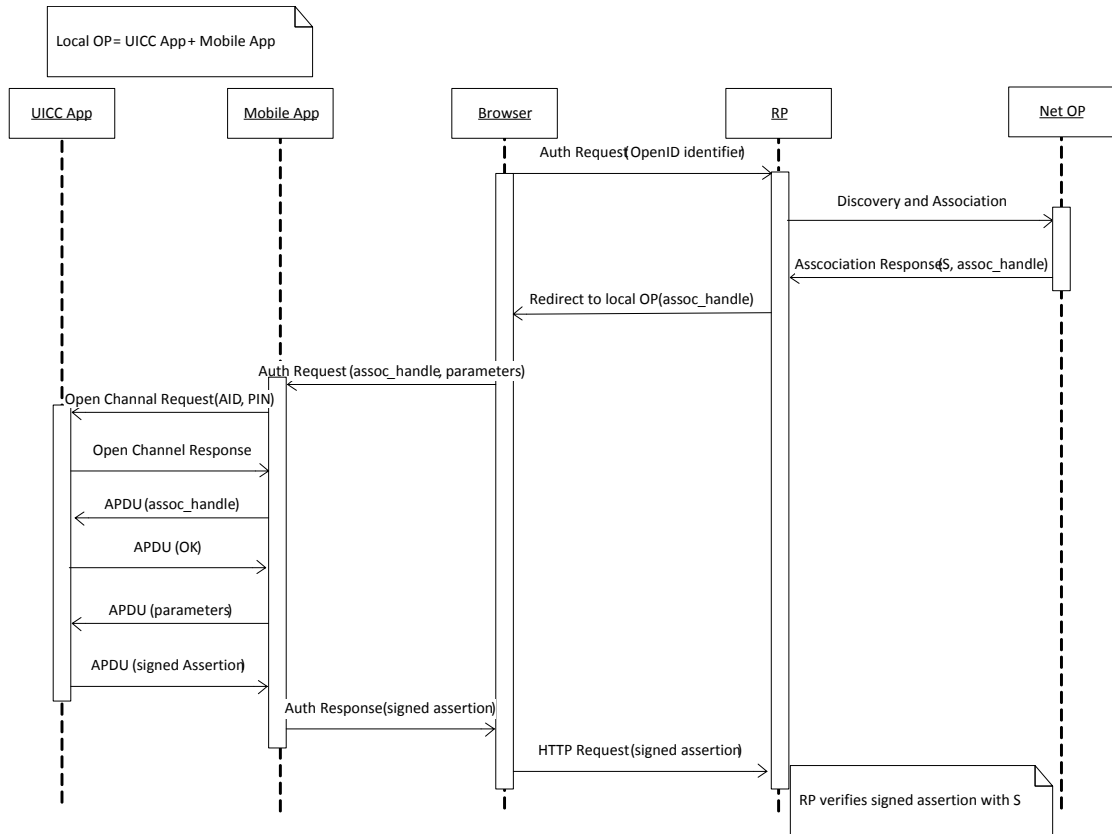 Local OP= UICC App+ Mobile App
UICC App
Mobile App
Browser
RP
Net OP
Auth Request(OpenID identifier)
Discovery and Association
Asscociation Response(S, assoc_handle)
Redirect to local OP(assoc_handle)
Auth Request (assoc_handle, parameters)
Open Channal Request(AID, PIN)
Open Channel Response
APDU (assoc_handle)
APDU (OK)
APDU (parameters)
APDU (signed Assertion)
Auth Response(signed assertion)
HTTP Request(signed assertion)
RP verifies signed assertion with S